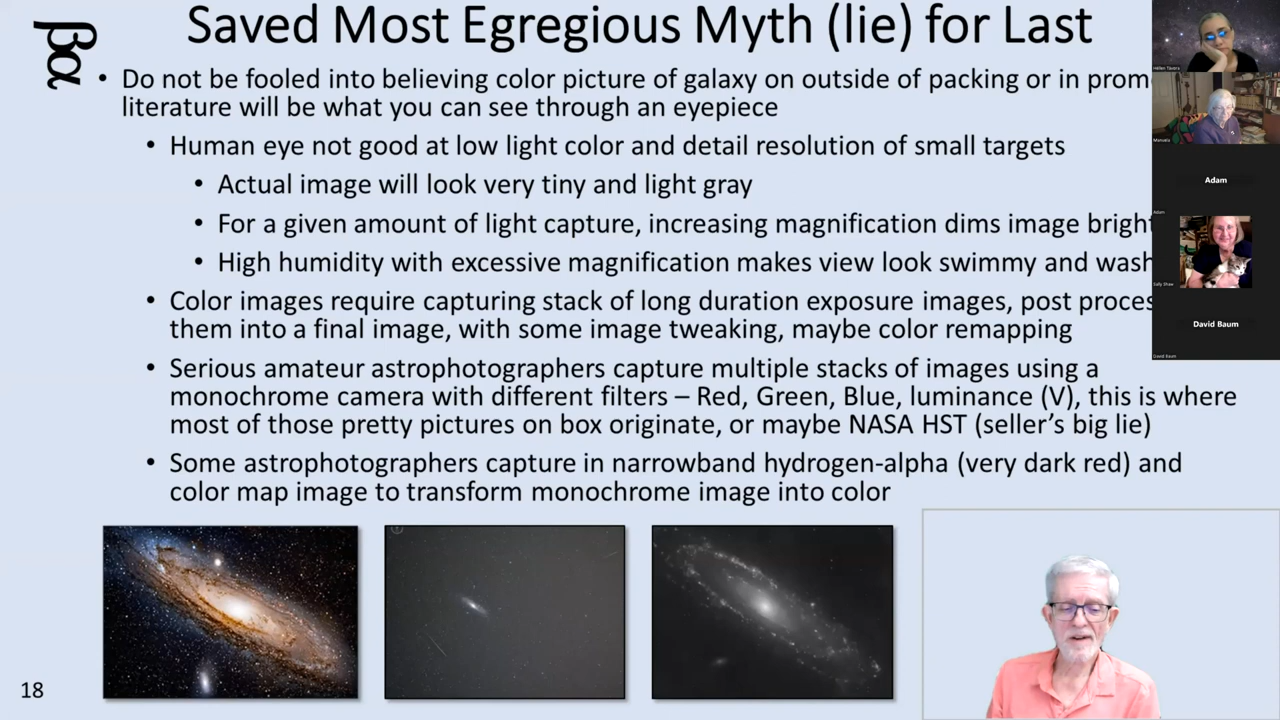 Saved Most Egregious Myth (lie) for Last
• Do not be fooled into believing color picture of galaxy on outside of packing or in prom
literature will be what you can see through an eyepiece
• Human eye not good at low light color and detail resolution of small targets
• Actual image will look very tiny and light gray
• For a given amount of light capture, increasing magnification dims image bright
• High humidity with excessive magnification makes view look swimmy and wash
• Color images require capturing stack of long duration exposure images, post proces
them into a final image, with some image tweaking, maybe color remapping
• Serious amateur astrophotographers capture multiple stacks of images using a
monochrome camera with different filters – Red, Green, Blue, luminance (V), this is where
most of those pretty pictures on box originate, or maybe NASA HST (seller's big lie)
• Some astrophotographers capture in narrowband hydrogen-alpha (very dark red) and
color map image to transform monochrome image into color
18
Manuela
Adam
Adam
Sally Shaw
David Baum
David Baum